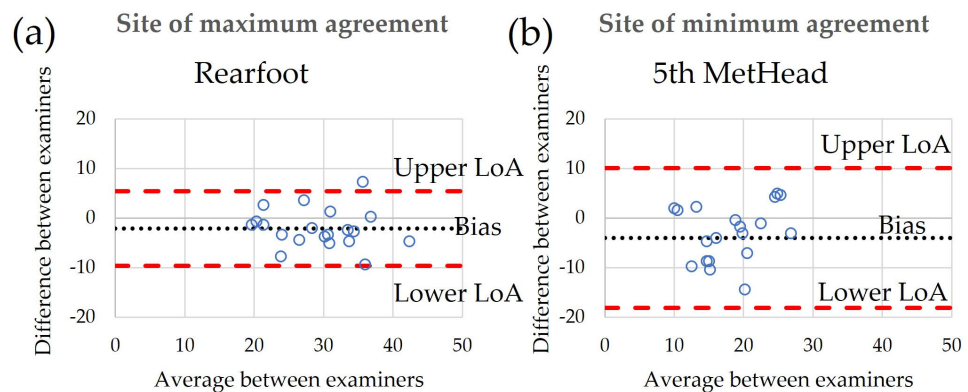 (a)
Site of maximum agreement
Rearfoot
Difference between examiners
20
10
0
-10
-20
Upper LoA
Bias
Lower LoA
0 10 20 30 40 50
Average between examiners
(b)
Site of minimum agreement
5th MetHead
Difference between examiners
20
10
0
-10
-20
Upper LoA
Bias
Lower LoA
0 10 20 30 40 50
Average between examiners